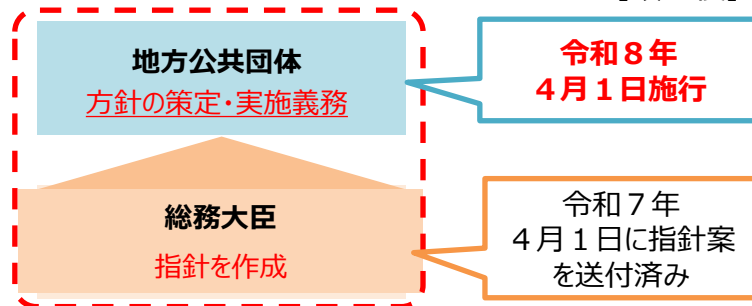 地方公共団体
方針の策定・実施義務
令和８年
４月１日施行
総務大臣
指針を作成
令和７年
４月１日に指針案
を送付済み